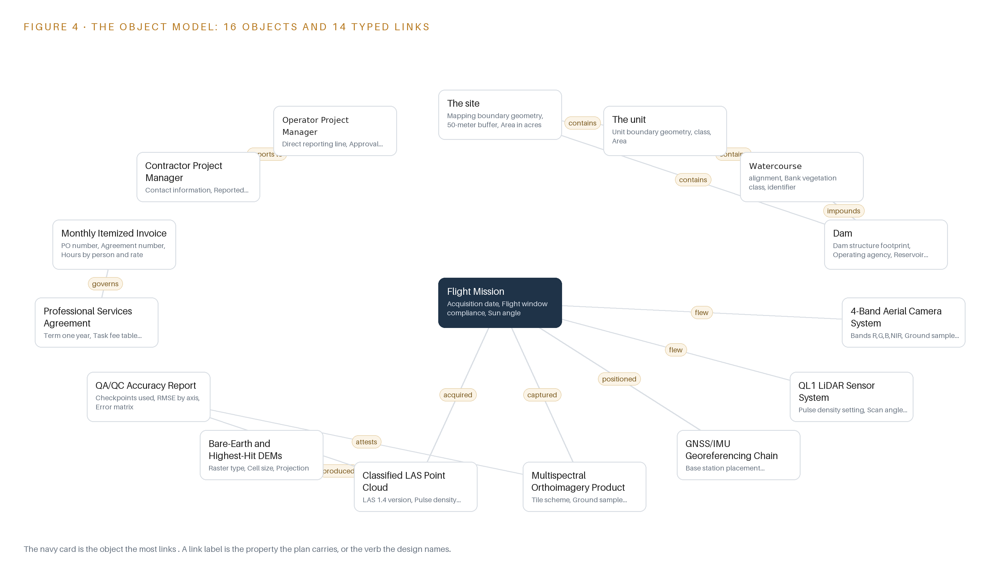 FIGURE 4 · THE OBJECT MODEL: 16 OBJECTS AND 14 TYPED LINKS
The site
Mapping boundary geometry,
50-meter buffer, Area in acres
contains
The unit
Unit boundary geometry, class,
Area
Operator Project
Manager
Direct reporting line, Approval...
Contractor Project
Manager
Contact information, Reported...
Watercourse
alignment, Bank vegetation
class, identifier
contains
impounds
Monthly Itemized Invoice
PO number, Agreement number,
Hours by person and rate
Dam
Dam structure footprint,
Operating agency, Reservoir...
governs
Professional Services
Agreement
Term one year, Task fee table...
Flight Mission
Acquisition date, Flight window
compliance, Sun angle
flew
4-Band Aerial Camera
System
Bands R,G,B,NIR, Ground sample...
flew
QA/QC Accuracy Report
Checkpoints used, RMSE by axis,
Error matrix
acquired
captured
positioned
QL1 LiDAR Sensor
System
Pulse density setting, Scan angle...
attests
Bare-Earth and
Highest-Hit DEMs
Raster type, Cell size, Projection
produced
Classified LAS Point
Cloud
LAS 1.4 version, Pulse density...
Multispectral
Orthoimagery Product
Tile scheme, Ground sample...
GNSS/IMU
Georeferencing Chain
Base station placement...
The navy card is the object the most links . A link label is the property the plan carries, or the verb the design names.